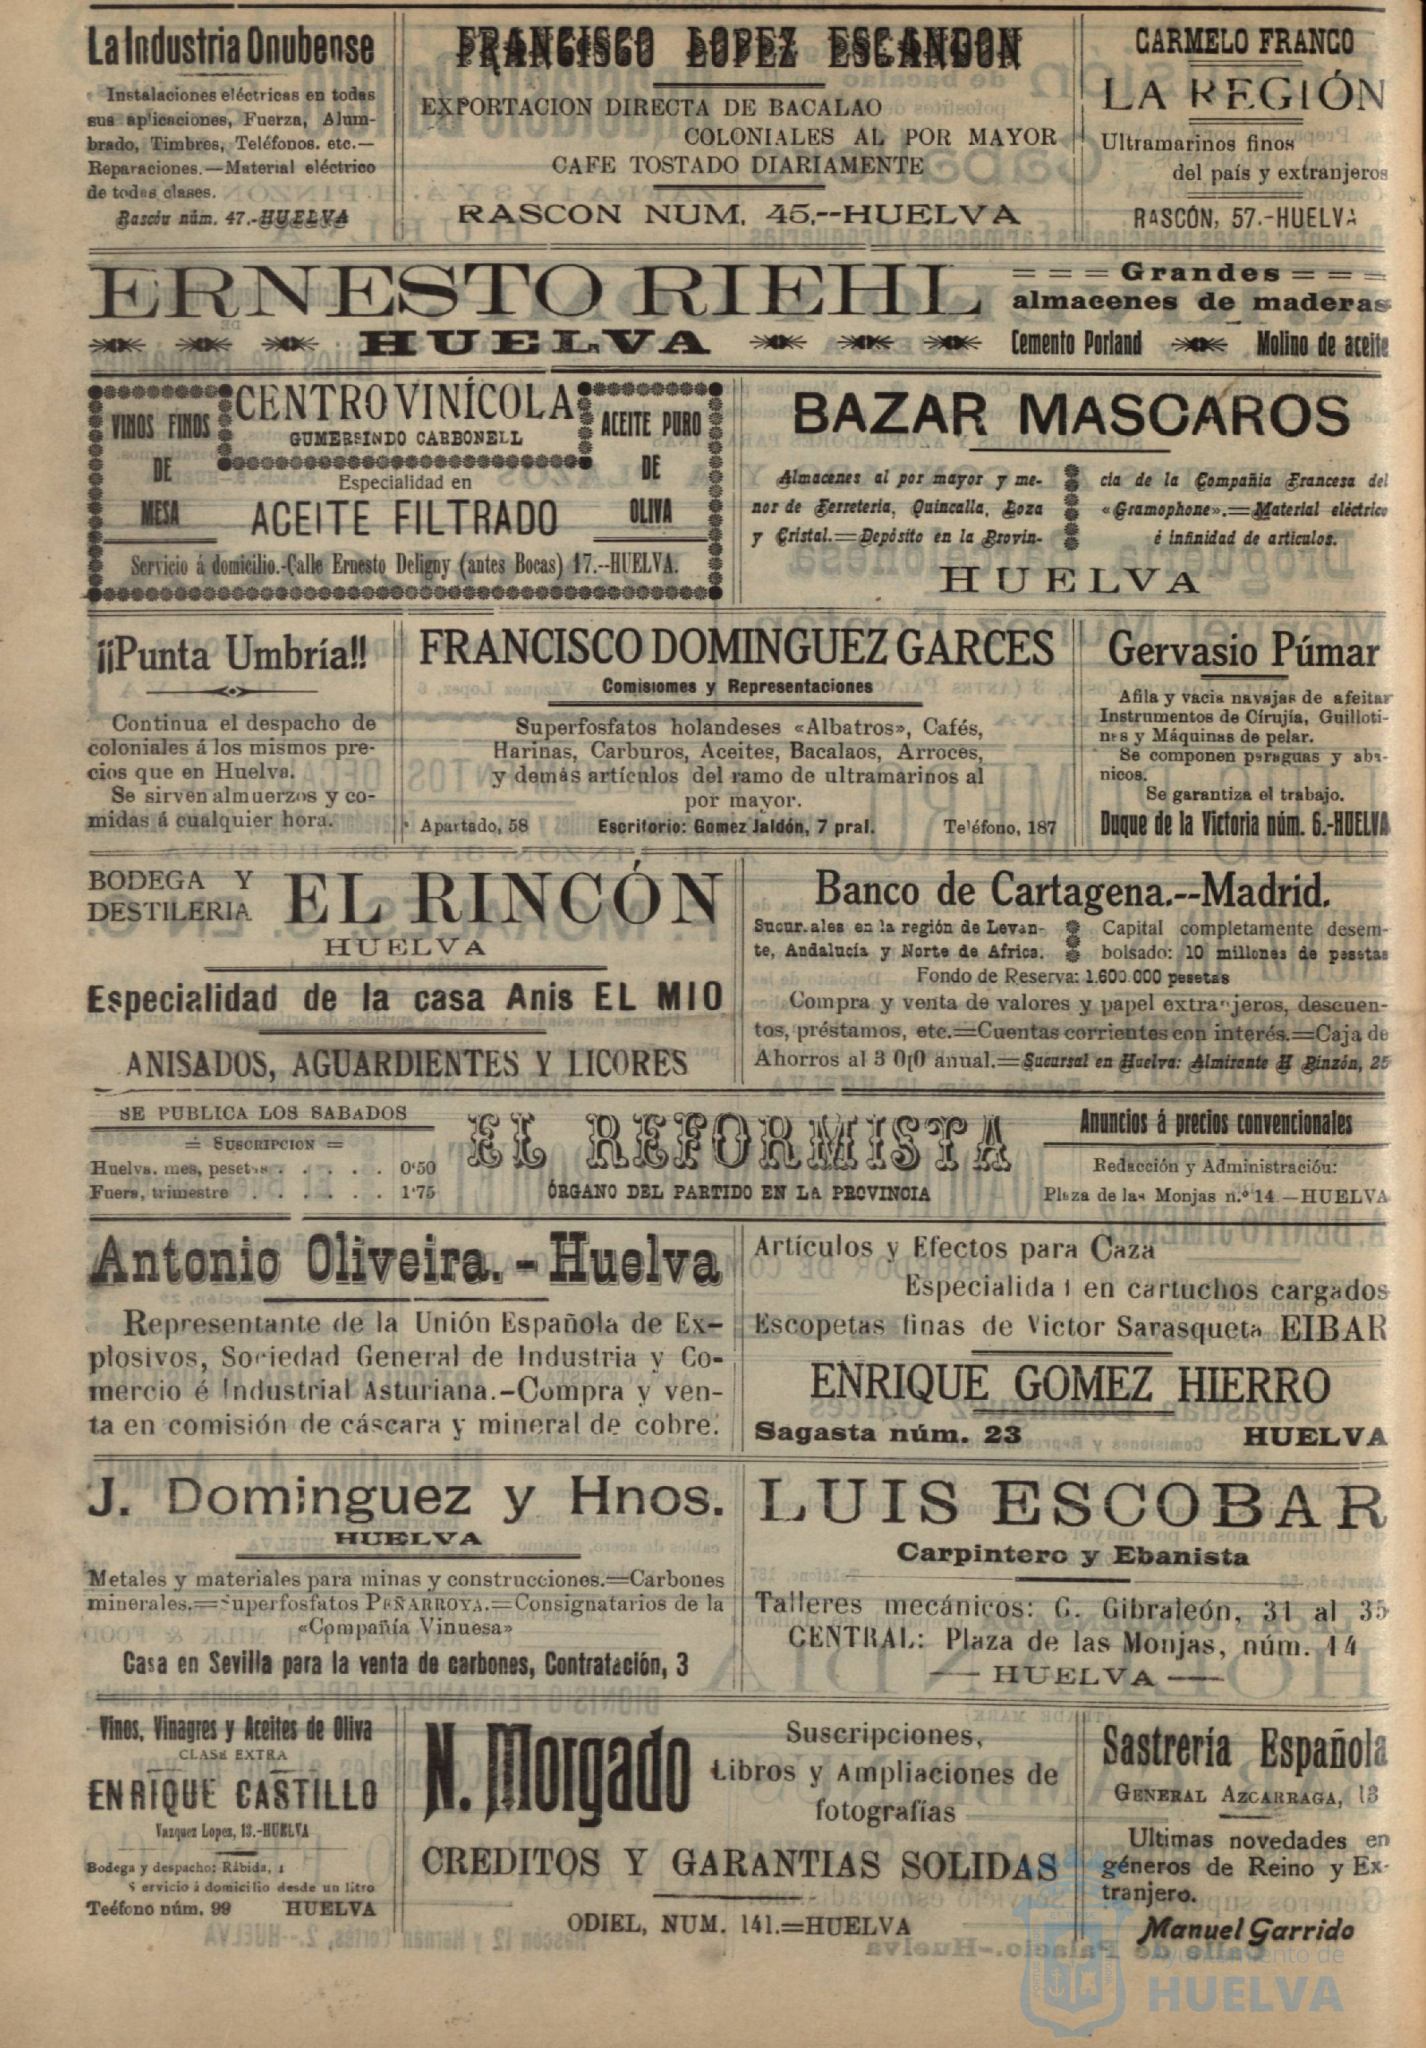 La Industria Onubense
Instalaciones eléctricas en todas
sus aplicaciones, Fuerza, Alum-
brado, Timbres, Teléfonos. etc.—
Reparaciones.—Material eléctrico
de todas clases.
Rascón núm. 47.-HUELVA
FRANCISCO LOPEZ ESCANDON
EXPORTACION DIRECTA DE BACALAO
COLONIALES AL POR MAYOR
CAFE TOSTADO DIARIAMENTE
RASCON NUM. 45.--HUELVA
CARMELO FRANCO
LA REGIÓN
Ultramarinos finos
del país y extranjeros
RASCÓN, 57.-HUELVA
ERNESTO RIEHL
HUELVA
= = = Grandes = = =
almacenes de maderas
Cemento Porland Molino de aceite
VINOS FINOS
DE
MESA
CENTRO VINÍCOLA
GUMERSINDO CARBONELL
Especialidad en
ACEITE FILTRADO
ACEITE PURO
DE
OLIVA
Servicio á domicilio.-Calle Ernesto Deligny (antes Bocas) 17.--HUELVA.
BAZAR MASCAROS
Almacenes al por mayor y me-
nor de Ferreteria, Quincalla, Loza
y Cristal.=Depósito en la Provin-
cia de la Compañia Francesa del
«Gramophone».=Material eléctrico
é infinidad de articulos.
HUELVA
¡¡Punta Umbría!!
Continua el despacho de
coloniales á los mismos pre-
cios que en Huelva.
Se sirven almuerzos y co-
midas á cualquier hora.
FRANCISCO DOMINGUEZ GARCES
Comisiomes y Representaciones
Superfosfatos holandeses «Albatros», Cafés,
Harinas, Carburos, Aceites, Bacalaos, Arroces,
y demás artículos del ramo de ultramarinos al
por mayor.
Apartado, 58 Escritorio: Gomez Jaldón, 7 pral. Teléfono, 187
Gervasio Púmar
Afila y vacia navajas de afeitar
Instrumentos de Cirujía, Guilloti-
nes y Máquinas de pelar.
Se componen paraguas y aba-
nicos.
Se garantiza el trabajo.
Duque de la Victoria núm. 6.-HUELVA
BODEGA Y
DESTILERIA
EL RINCÓN
HUELVA
Especialidad de la casa Anis EL MIO
ANISADOS, AGUARDIENTES Y LICORES
Banco de Cartagena.--Madrid.
Sucursales en la región de Levan-
te, Andalucía y Norte de Africa.
Capital completamente desem-
bolsado: 10 millones de pesetas
Fondo de Reserva: 1.600.000 pesetas
Compra y venta de valores y papel extranjeros, descuen-
tos, préstamos, etc.=Cuentas corrientes con interés.=Caja de
Ahorros al 3 0|0 anual.=Sucursal en Huelva: Almirante H Pinzón, 25
SE PUBLICA LOS SABADOS
= SUSCRIPCION =
Huelva. mes, pesetas . . . . . 0'50
Fuera, trimestre . . . . . . 1'75
EL REFORMISTA
ÓRGANO DEL PARTIDO EN LA PROVINCIA
Anuncios á precios convencionales
Redacción y Administración:
Plaza de las Monjas n.º 14 —HUELVA
Antonio Oliveira.-Huelva
Representante de la Unión Española de Ex-
plosivos, Sociedad General de Industria y Co-
mercio é Industrial Asturiana.-Compra y ven-
ta en comisión de cáscara y mineral de cobre.
Artículos y Efectos para Caza
Especialidad en cartuchos cargados
Escopetas finas de Victor Sarasqueta EIBAR
ENRIQUE GOMEZ HIERRO
Sagasta núm. 23 HUELVA
J. Dominguez y Hnos.
HUELVA
Metales y materiales para minas y construcciones.=Carbones
minerales.=Superfosfatos PEÑARROYA.=Consignatarios de la
«Compañía Vinuesa»
Casa en Sevilla para la venta de carbones, Contratación, 3
LUIS ESCOBAR
Carpintero y Ebanista
Talleres mecánicos: C. Gibraleón, 31 al 35
CENTRAL: Plaza de las Monjas, núm. 14
— HUELVA —
Vinos, Vinagres y Aceites de Oliva
CLASE EXTRA
ENRIQUE CASTILLO
Vazquez Lopez, 13.-HUELVA
Bodega y despacho: Rábida, 1
Servicio á domicilio desde un litro
Teéfono núm. 99 HUELVA
N. Morgado
Suscripciones,
Libros y Ampliaciones de
fotografías
CREDITOS Y GARANTIAS SOLIDAS
ODIEL, NUM. 141.=HUELVA
Sastrería Española
GENERAL AZCARRAGA, 13
Ultimas novedades en
géneros de Reino y Ex-
tranjero.
Manuel Garrido
Ayuntamiento de
HUELVA